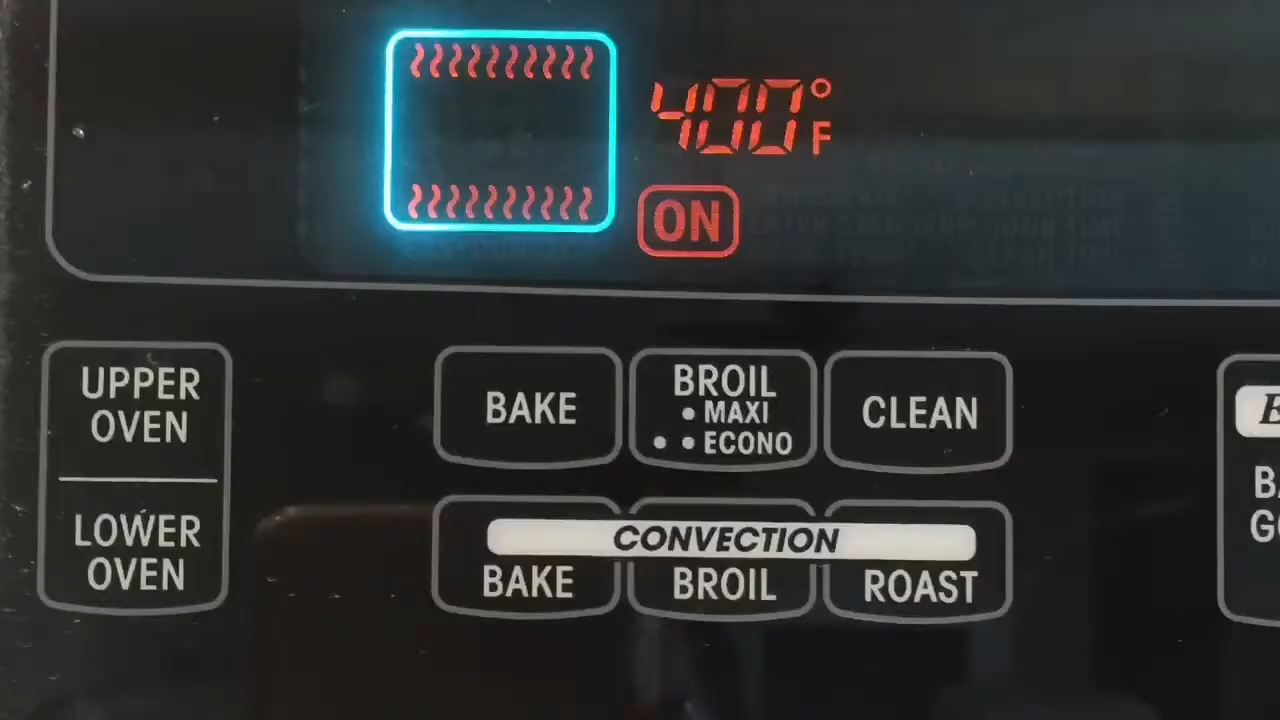 400°F
ON
UPPER
OVEN
LOWER
OVEN
BAKE
BROIL
• MAXI
• • ECONO
CLEAN
CONVECTION
BAKE
BROIL
ROAST